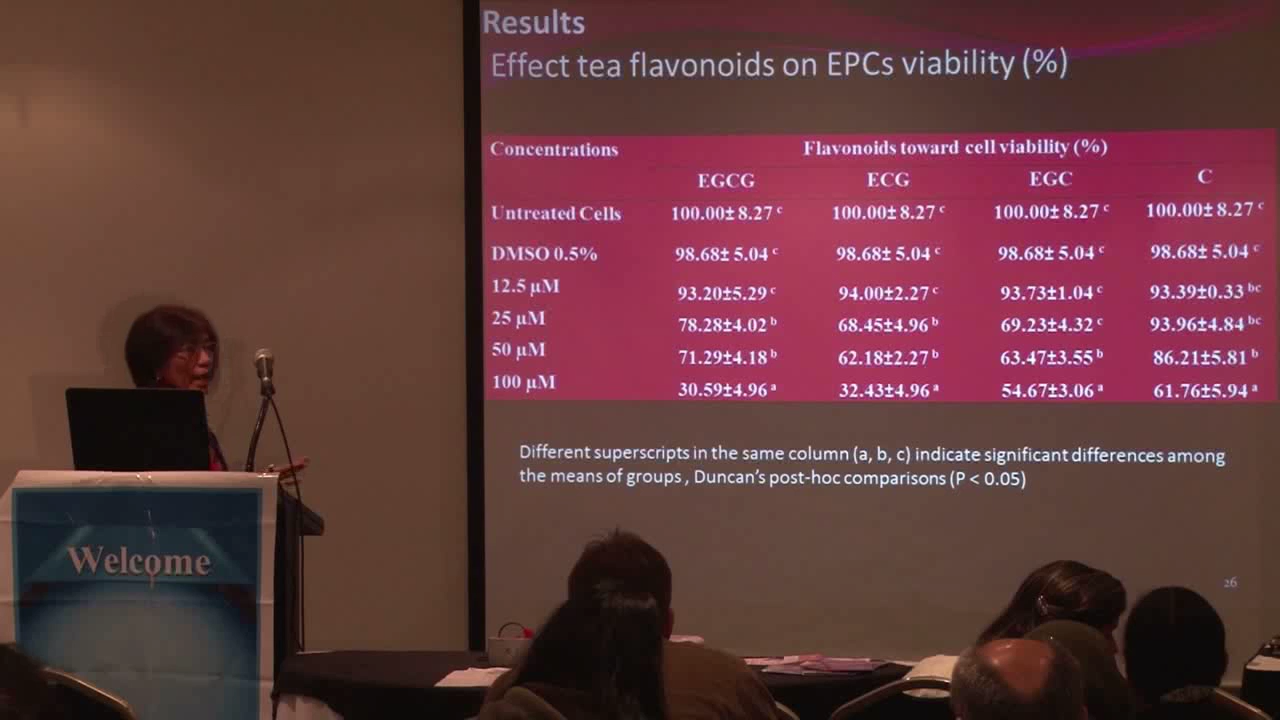 Results
Effect tea flavonoids on EPCs viability (%)
Concentrations Flavonoids toward cell viability (%)
EGCG ECG EGC C
Untreated Cells 100.00± 8.27 c 100.00± 8.27 c 100.00± 8.27 c 100.00± 8.27 c
DMSO 0.5% 98.68± 5.04 c 98.68± 5.04 c 98.68± 5.04 c 98.68± 5.04 c
12.5 µM 93.20±5.29 c 94.00±2.27 c 93.73±1.04 c 93.39±0.33 bc
25 µM 78.28±4.02 b 68.45±4.96 b 69.23±4.32 c 93.96±4.84 bc
50 µM 71.29±4.18 b 62.18±2.27 b 63.47±3.55 b 86.21±5.81 b
100 µM 30.59±4.96 a 32.43±4.96 a 54.67±3.06 a 61.76±5.94 a
Different superscripts in the same column (a, b, c) indicate significant differences among
the means of groups , Duncan's post-hoc comparisons (P < 0.05)
26
Welcome